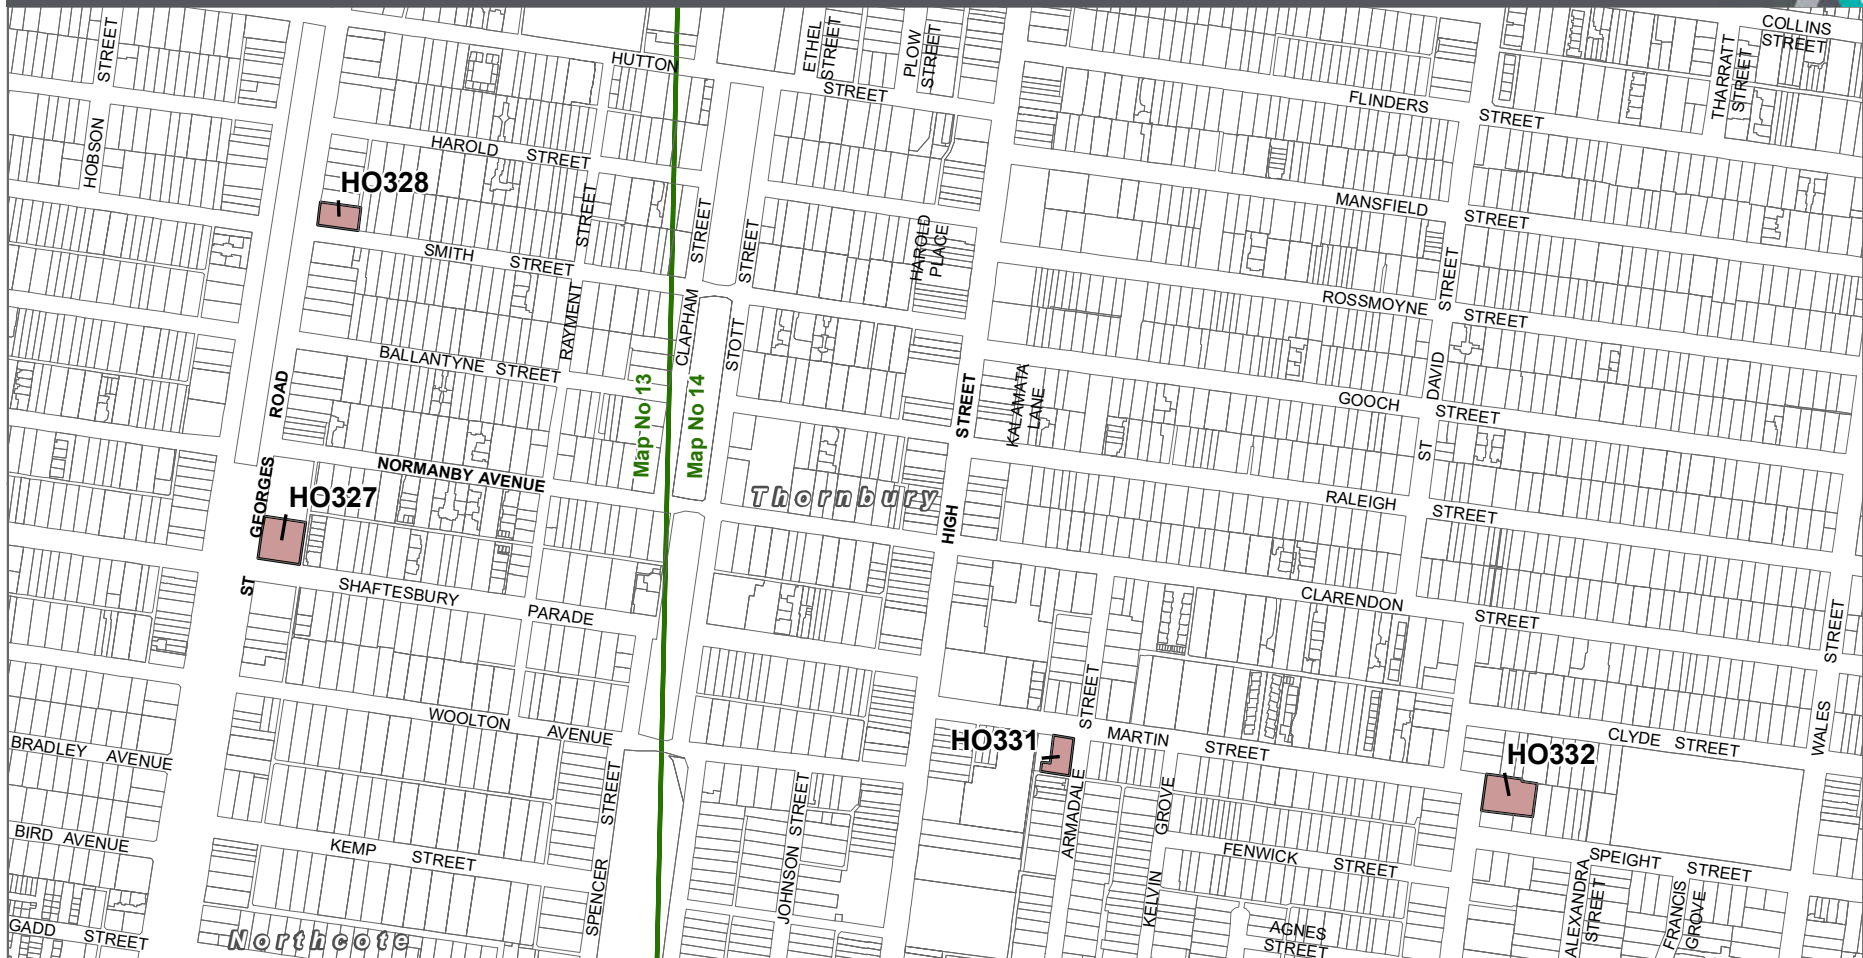 COLLINS
STREET
STREET
ETHEL
STREET
PLOW
STREET
THARRATT
STREET
HUTTON
STREET
FLINDERS
STREET
HOBSON
HAROLD STREET
HO328
STREET
STREET
STREET
MANSFIELD
STREET
HAROLD
PLACE
SMITH STREET
STREET
ROSSMOYNE
STREET
RAYMENT
CLAPHAM
STOTT
BALLANTYNE STREET
DAVID
ROAD
Map No 13
Map No 14
STREET
KALAMATA
LANE
GOOCH
STREET
ST
NORMANBY AVENUE
GEORGES
HO327
Thornbury
RALEIGH
STREET
HIGH
ST
SHAFTESBURY
PARADE
CLARENDON
STREET
STREET
STREET
WOOLTON AVENUE
BRADLEY AVENUE
HO331
MARTIN STREET
CLYDE STREET
WALES
HO332
STREET
JOHNSON STREET
ARMADALE
GROVE
BIRD AVENUE
KEMP STREET
FENWICK STREET
SPEIGHT STREET
SPENCER
KELVIN
ALEXANDRA
STREET
FRANCIS
GROVE
GADD STREET
Northcote
AGNES
STREET